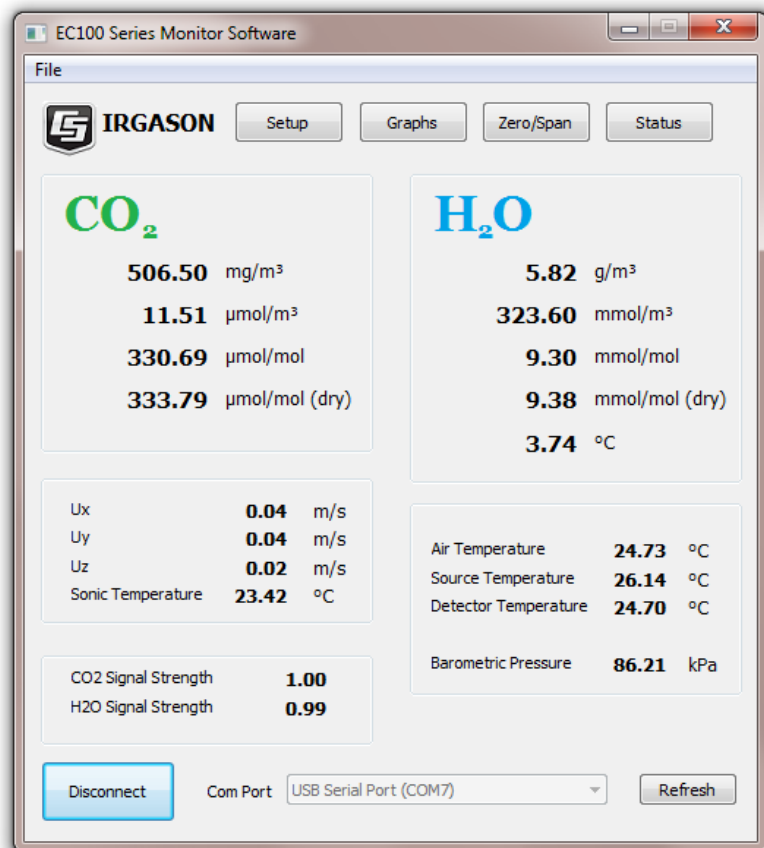 EC100 Series Monitor Software
File
IRGASON Setup Graphs Zero/Span Status
CO₂
506.50 mg/m³
11.51 µmol/m³
330.69 µmol/mol
333.79 µmol/mol (dry)
H₂O
5.82 g/m³
323.60 mmol/m³
9.30 mmol/mol
9.38 mmol/mol (dry)
3.74 °C
Ux 0.04 m/s
Uy 0.04 m/s
Uz 0.02 m/s
Sonic Temperature 23.42 °C
Air Temperature 24.73 °C
Source Temperature 26.14 °C
Detector Temperature 24.70 °C
Barometric Pressure 86.21 kPa
CO2 Signal Strength 1.00
H2O Signal Strength 0.99
Disconnect Com Port USB Serial Port (COM7) Refresh